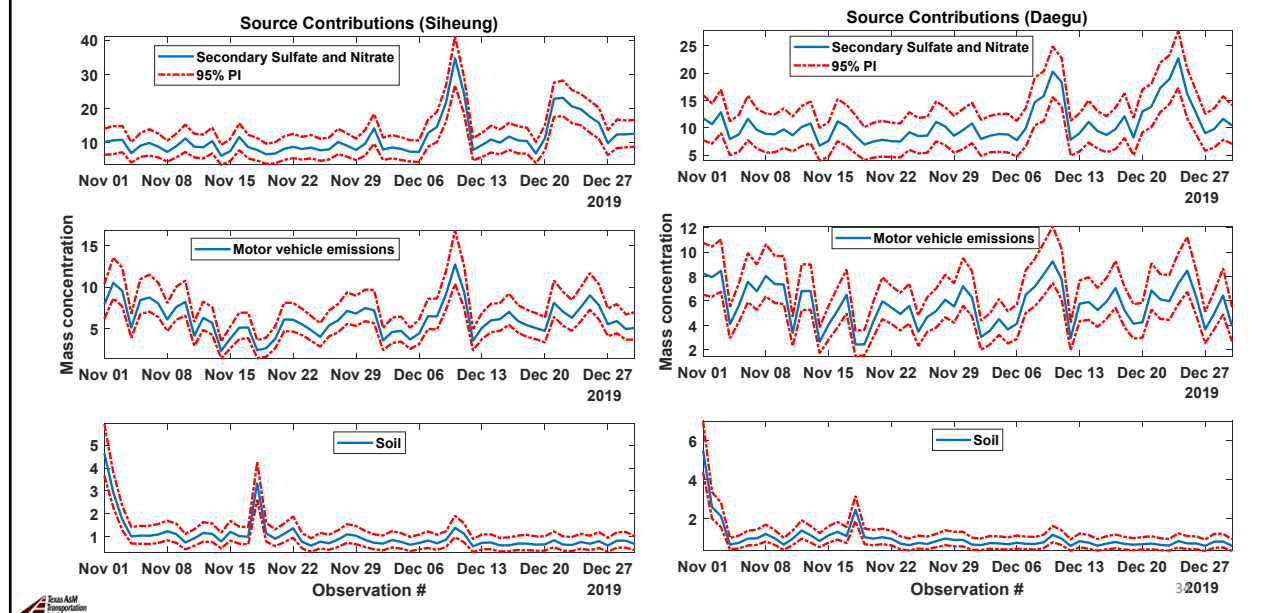 Source Contributions (Siheung)
40
30
20
10
Secondary Sulfate and Nitrate
95% PI
Nov 01 Nov 08 Nov 15 Nov 22 Nov 29 Dec 06 Dec 13 Dec 20 Dec 27
2019
Mass concentration
15
10
5
Motor vehicle emissions
Nov 01 Nov 08 Nov 15 Nov 22 Nov 29 Dec 06 Dec 13 Dec 20 Dec 27
2019
5
4
3
2
1
Soil
Nov 01 Nov 08 Nov 15 Nov 22 Nov 29 Dec 06 Dec 13 Dec 20 Dec 27
Observation # 2019
Source Contributions (Daegu)
25
20
15
10
5
Secondary Sulfate and Nitrate
95% PI
Nov 01 Nov 08 Nov 15 Nov 22 Nov 29 Dec 06 Dec 13 Dec 20 Dec 27
2019
Mass concentration
12
10
8
6
4
2
Motor vehicle emissions
Nov 01 Nov 08 Nov 15 Nov 22 Nov 29 Dec 06 Dec 13 Dec 20 Dec 27
2019
6
4
2
Soil
Nov 01 Nov 08 Nov 15 Nov 22 Nov 29 Dec 06 Dec 13 Dec 20 Dec 27
Observation # 2019
Texas A&M
Transportation